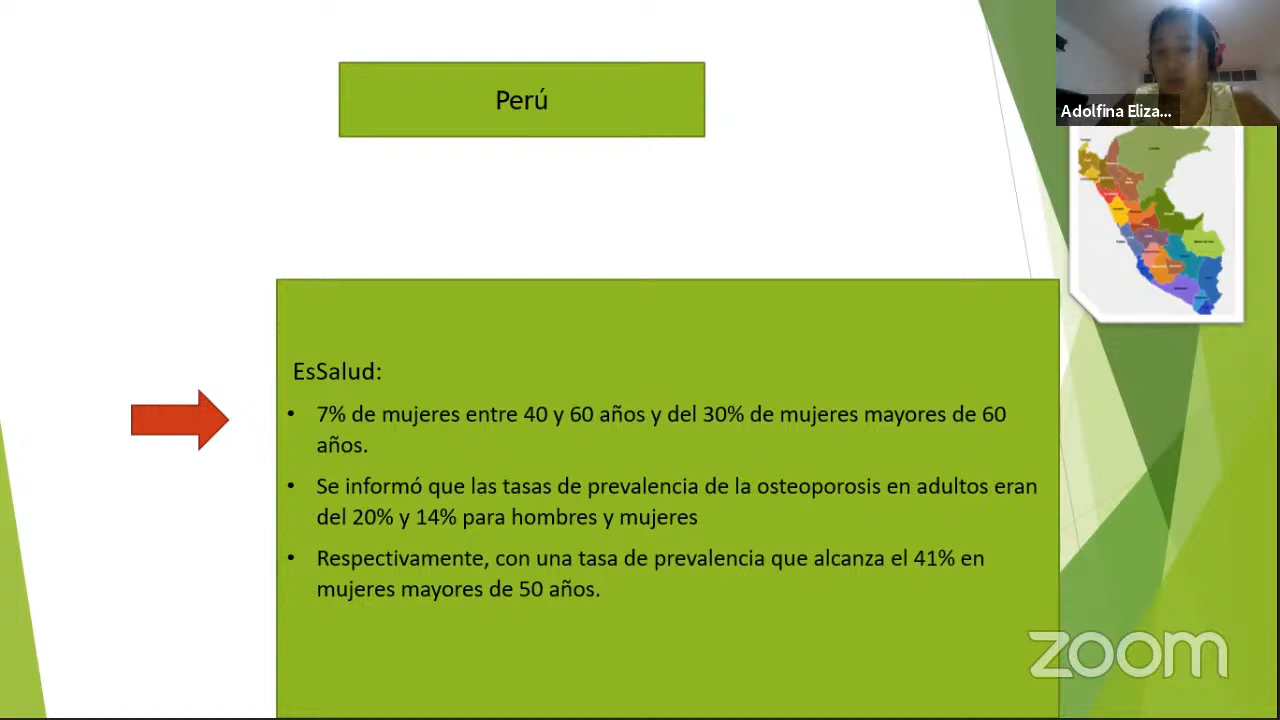 Perú
Adolfina Eliza...
EsSalud:
• 7% de mujeres entre 40 y 60 años y del 30% de mujeres mayores de 60
años.
• Se informó que las tasas de prevalencia de la osteoporosis en adultos eran
del 20% y 14% para hombres y mujeres
• Respectivamente, con una tasa de prevalencia que alcanza el 41% en
mujeres mayores de 50 años.
zoom